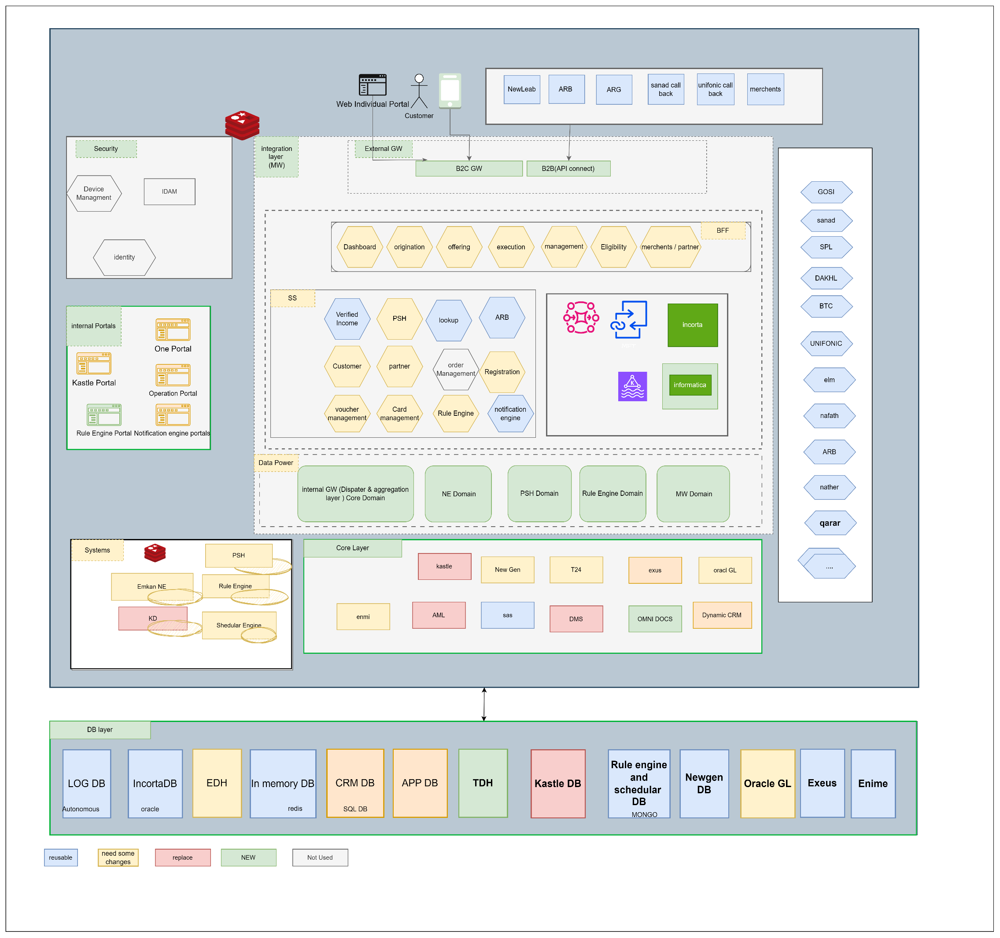 NewLeab
ARB
ARG
sanad call
back
unifonic call
back
merchents
Web Individual Portal
Customer
Security
Device
Managment
IDAM
identity
integration
layer
(MW)
External GW
B2C GW
B2B(API connect)
BFF
Dashboard
origination
offering
execution
management
Eligibility
merchents / partner
SS
Verified
Income
PSH
lookup
ARB
Customer
partner
order
Management
Registration
voucher
management
Card
management
Rule Engine
notification
engine
incorta
K
informatica
internal Portals
One Portal
Kastle Portal
Operation Portal
Rule Engine Portal
Notification engine portals
Data Power
internal GW (Dispater & aggregation
layer ) Core Domain
NE Domain
PSH Domain
Rule Engine Domain
MW Domain
GOSI
sanad
SPL
DAKHL
BTC
UNIFONIC
elm
nafath
ARB
nather
qarar
....
Systems
PSH
Emkan NE
Rule Engine
KD
Shedular Engine
Core Layer
kastle
New Gen
T24
exus
oracl GL
enmi
AML
sas
DMS
OMNI DOCS
Dynamic CRM
DB layer
LOG DB
Autonomous
IncortaDB
oracle
EDH
In memory DB
redis
CRM DB
SQL DB
APP DB
TDH
Kastle DB
Rule engine
and
schedular
DB
MONGO
Newgen
DB
Oracle GL
Exeus
Enime
reusable
need some
changes
replace
NEW
Not Used